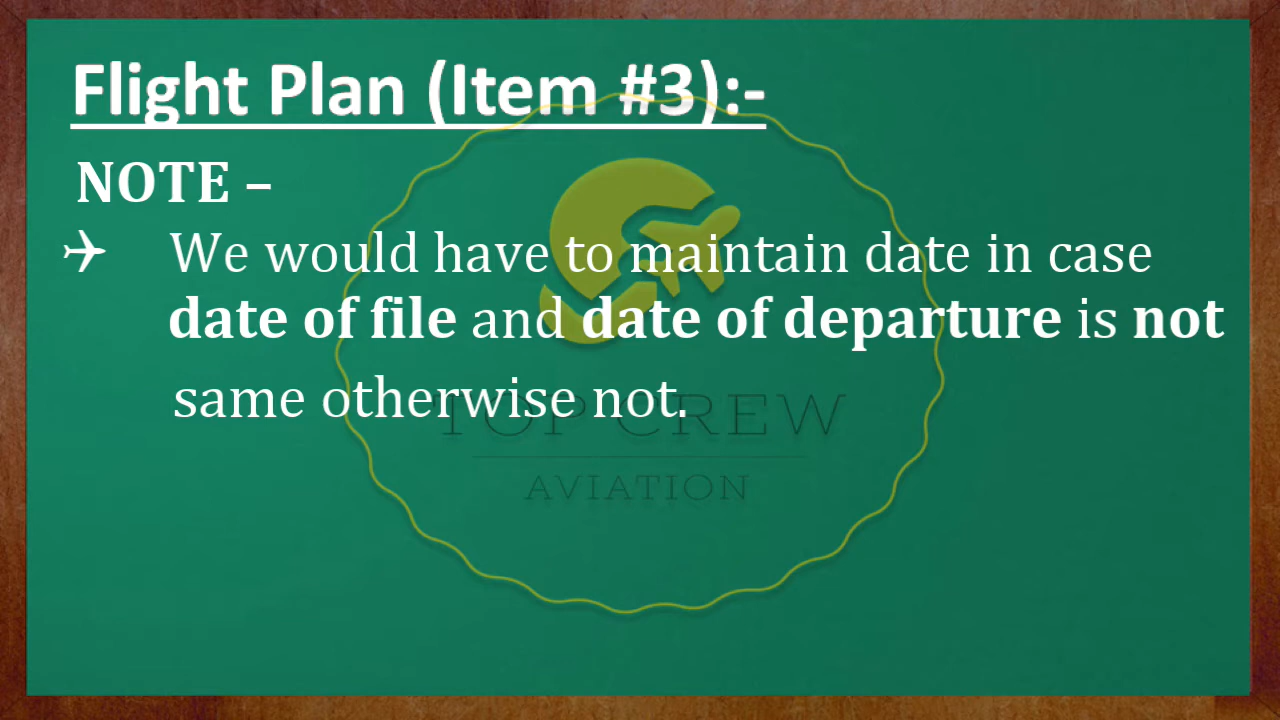 Flight Plan (Item #3):-
NOTE –
We would have to maintain date in case
date of file and date of departure is not
same otherwise not.
TOP CREW
AVIATION